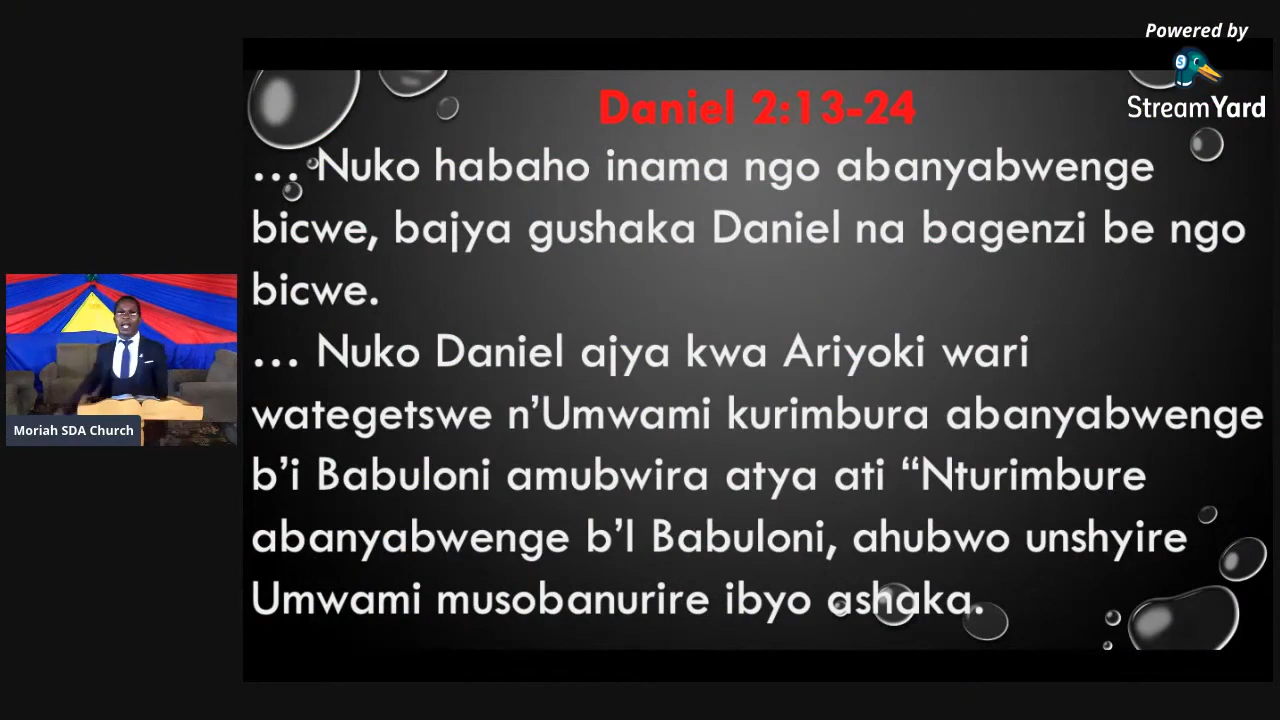 Powered by
StreamYard
Daniel 2:13-24
... Nuko habaho inama ngo abanyabwenge
bicwe, bajya gushaka Daniel na bagenzi be ngo
bicwe.
... Nuko Daniel ajya kwa Ariyoki wari
wategetswe n’Umwami kurimbura abanyabwenge
b’i Babuloni amubwira atya ati “Nturimbure
abanyabwenge b’I Babuloni, ahubwo unshyire
Umwami musobanurire ibyo ashaka.
Moriah SDA Church